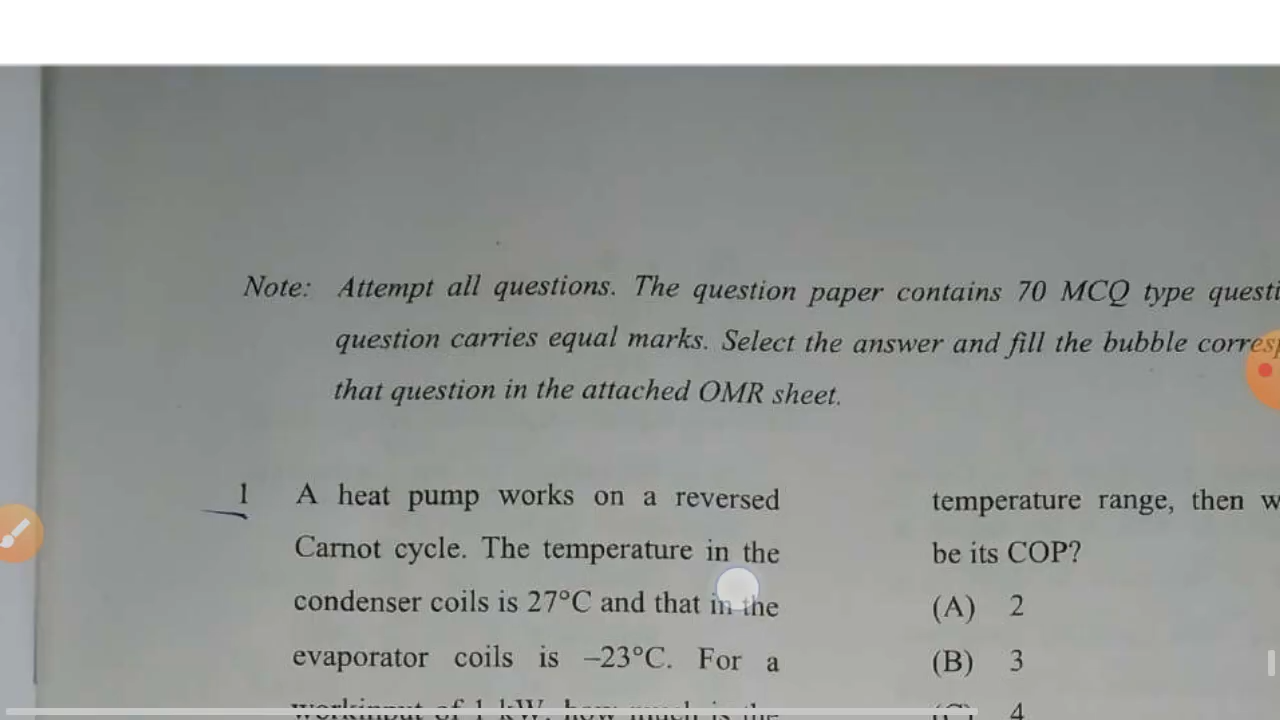 Note: Attempt all questions. The question paper contains 70 MCQ type questi
question carries equal marks. Select the answer and fill the bubble corresp
that question in the attached OMR sheet.
1 A heat pump works on a reversed
Carnot cycle. The temperature in the
condenser coils is 27°C and that in the
evaporator coils is –23°C. For a
temperature range, then w
be its COP?
(A) 2
(B) 3
4